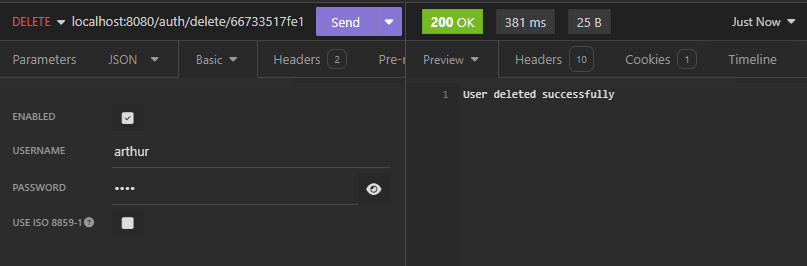 DELETE localhost:8080/auth/delete/66733517fe1 Send
200 OK 381 ms 25 B Just Now
Parameters JSON Basic Headers 2 Pre-r
Preview Headers 10 Cookies 1 Timeline
ENABLED
USERNAME arthur
PASSWORD ••••
USE ISO 8859-1 ?
1 User deleted successfully